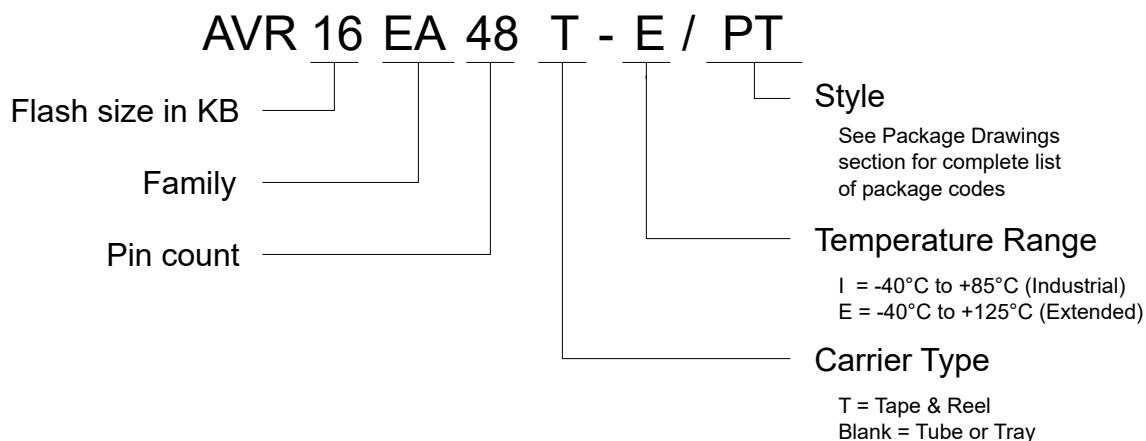 AVR 16 EA 48 T - E / PT
Flash size in KB
Family
Pin count
Style
See Package Drawings
section for complete list
of package codes
Temperature Range
I = -40°C to +85°C (Industrial)
E = -40°C to +125°C (Extended)
Carrier Type
T = Tape & Reel
Blank = Tube or Tray